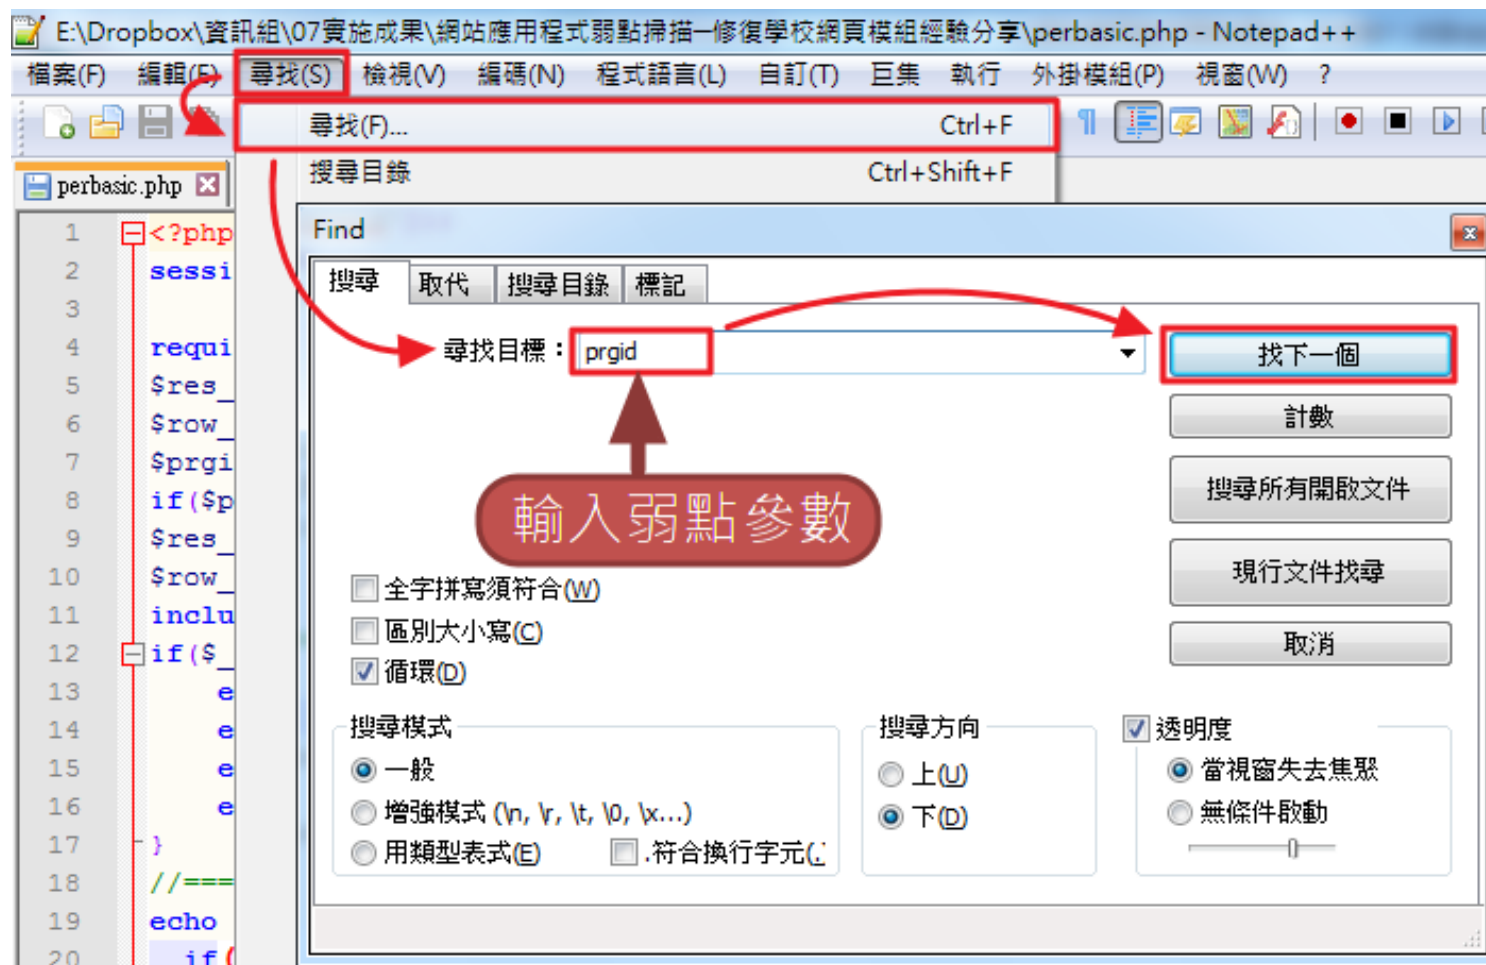 E:\Dropbox\資訊組\07實施成果\網站應用程式弱點掃描─修復學校網頁模組經驗分享\perbasic.php - Notepad++
檔案(F) 編輯(E) 尋找(S) 檢視(V) 編碼(N) 程式語言(L) 自訂(T) 巨集 執行 外掛模組(P) 視窗(W) ?
尋找(F)... Ctrl+F
搜尋目錄 Ctrl+Shift+F
perbasic.php
1 <?php
2 sessi
3
4 requi
5 $res_
6 $row_
7 $prgi
8 if($p
9 $res_
10 $row_
11 inclu
12 if($_
13 e
14 e
15 e
16 e
17 }
18 //===
19 echo
20 if(
Find
搜尋 取代 搜尋目錄 標記
尋找目標： prgid
找下一個
計數
搜尋所有開啟文件
現行文件找尋
取消
輸入弱點參數
全字拼寫須符合(W)
區別大小寫(C)
循環(D)
搜尋模式
一般
增強模式 (\n, \r, \t, \0, \x...)
用類型表式(E) .符合換行字元(.
搜尋方向
上(U)
下(D)
透明度
當視窗失去焦聚
無條件啟動